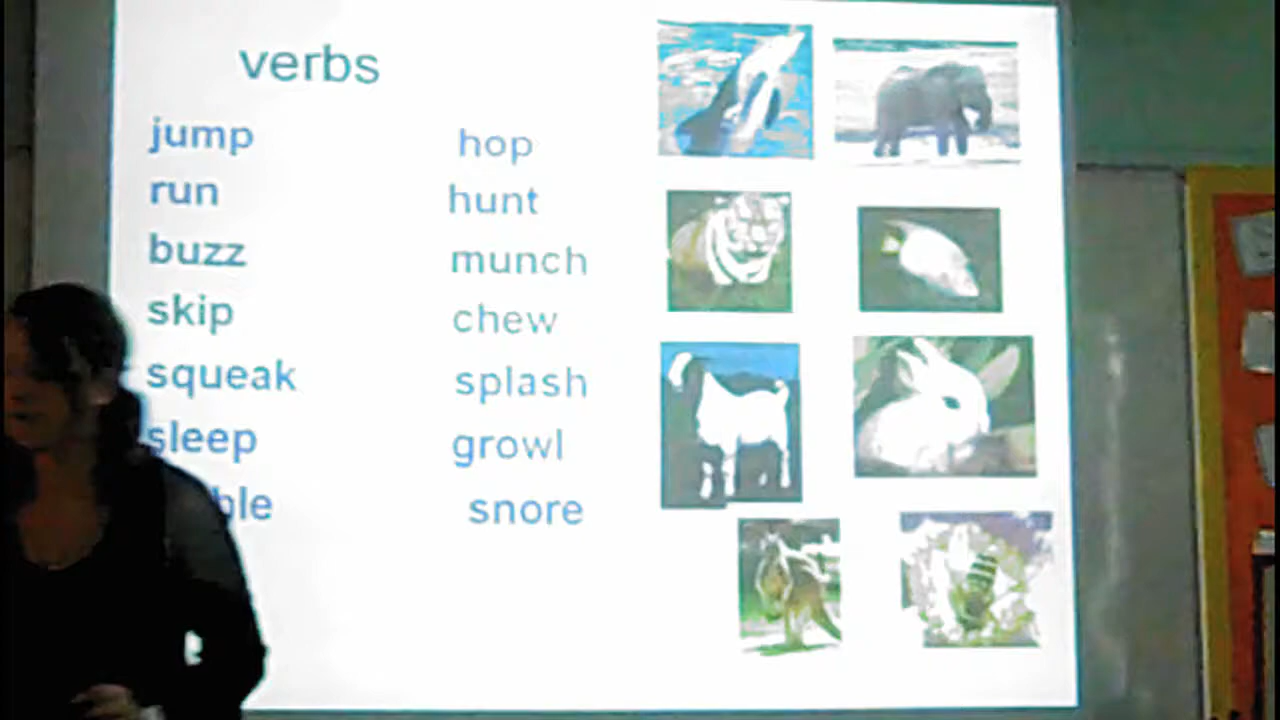 verbs
jump
run
buzz
skip
squeak
sleep
hop
hunt
munch
chew
splash
growl
snore